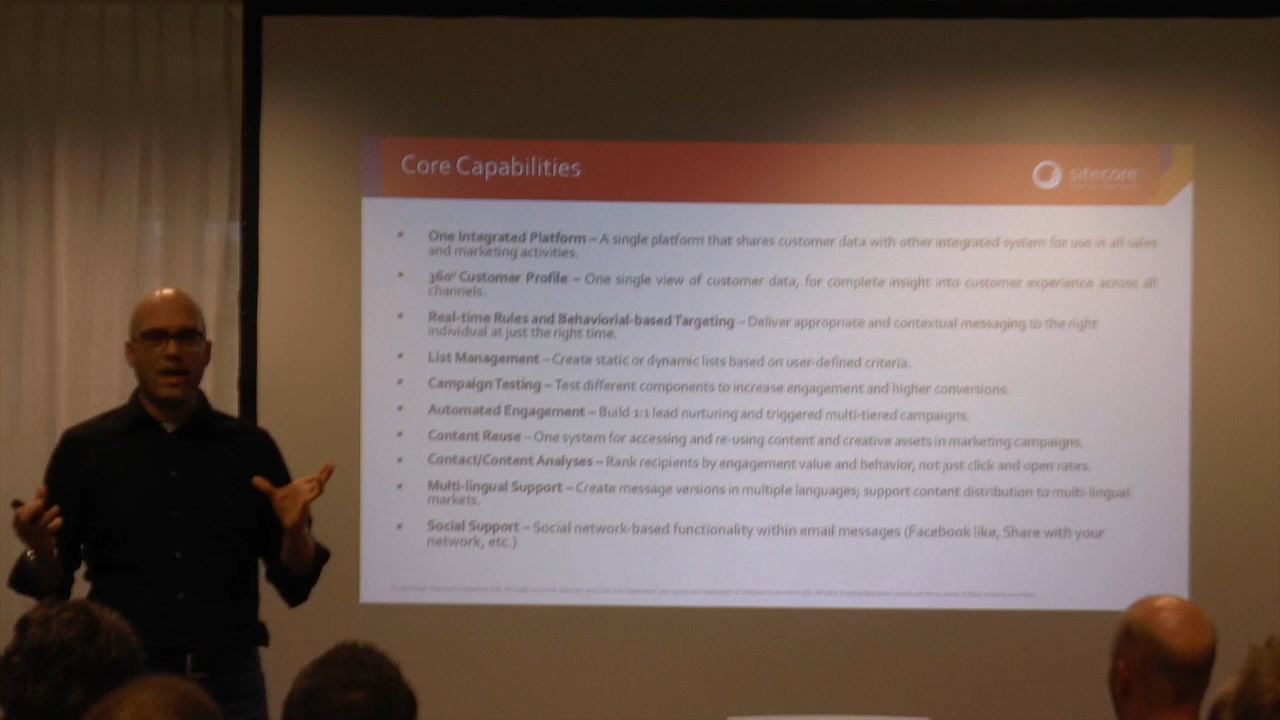 Core Capabilities
sitecore
One Integrated Platform – A single platform that shares customer data with other integrated system for use in all sales
and marketing activities.
360° Customer Profile – One single view of customer data, for complete insight into customer experience across all
channels.
Real-time Rules and Behaviorial-based Targeting – Deliver appropriate and contextual messaging to the right
individual at just the right time.
List Management – Create static or dynamic lists based on user-defined criteria.
Campaign Testing – Test different components to increase engagement and higher conversions.
Automated Engagement – Build 1:1 lead nurturing and triggered multi-tiered campaigns.
Content Reuse – One system for accessing and re-using content and creative assets in marketing campaigns.
Contact/Content Analyses – Rank recipients by engagement value and behavior, not just click and open rates.
Multi-lingual Support – Create message versions in multiple languages; support content distribution to multi-lingual
markets.
Social Support – Social network-based functionality within email messages (Facebook like, Share with your
network, etc.)